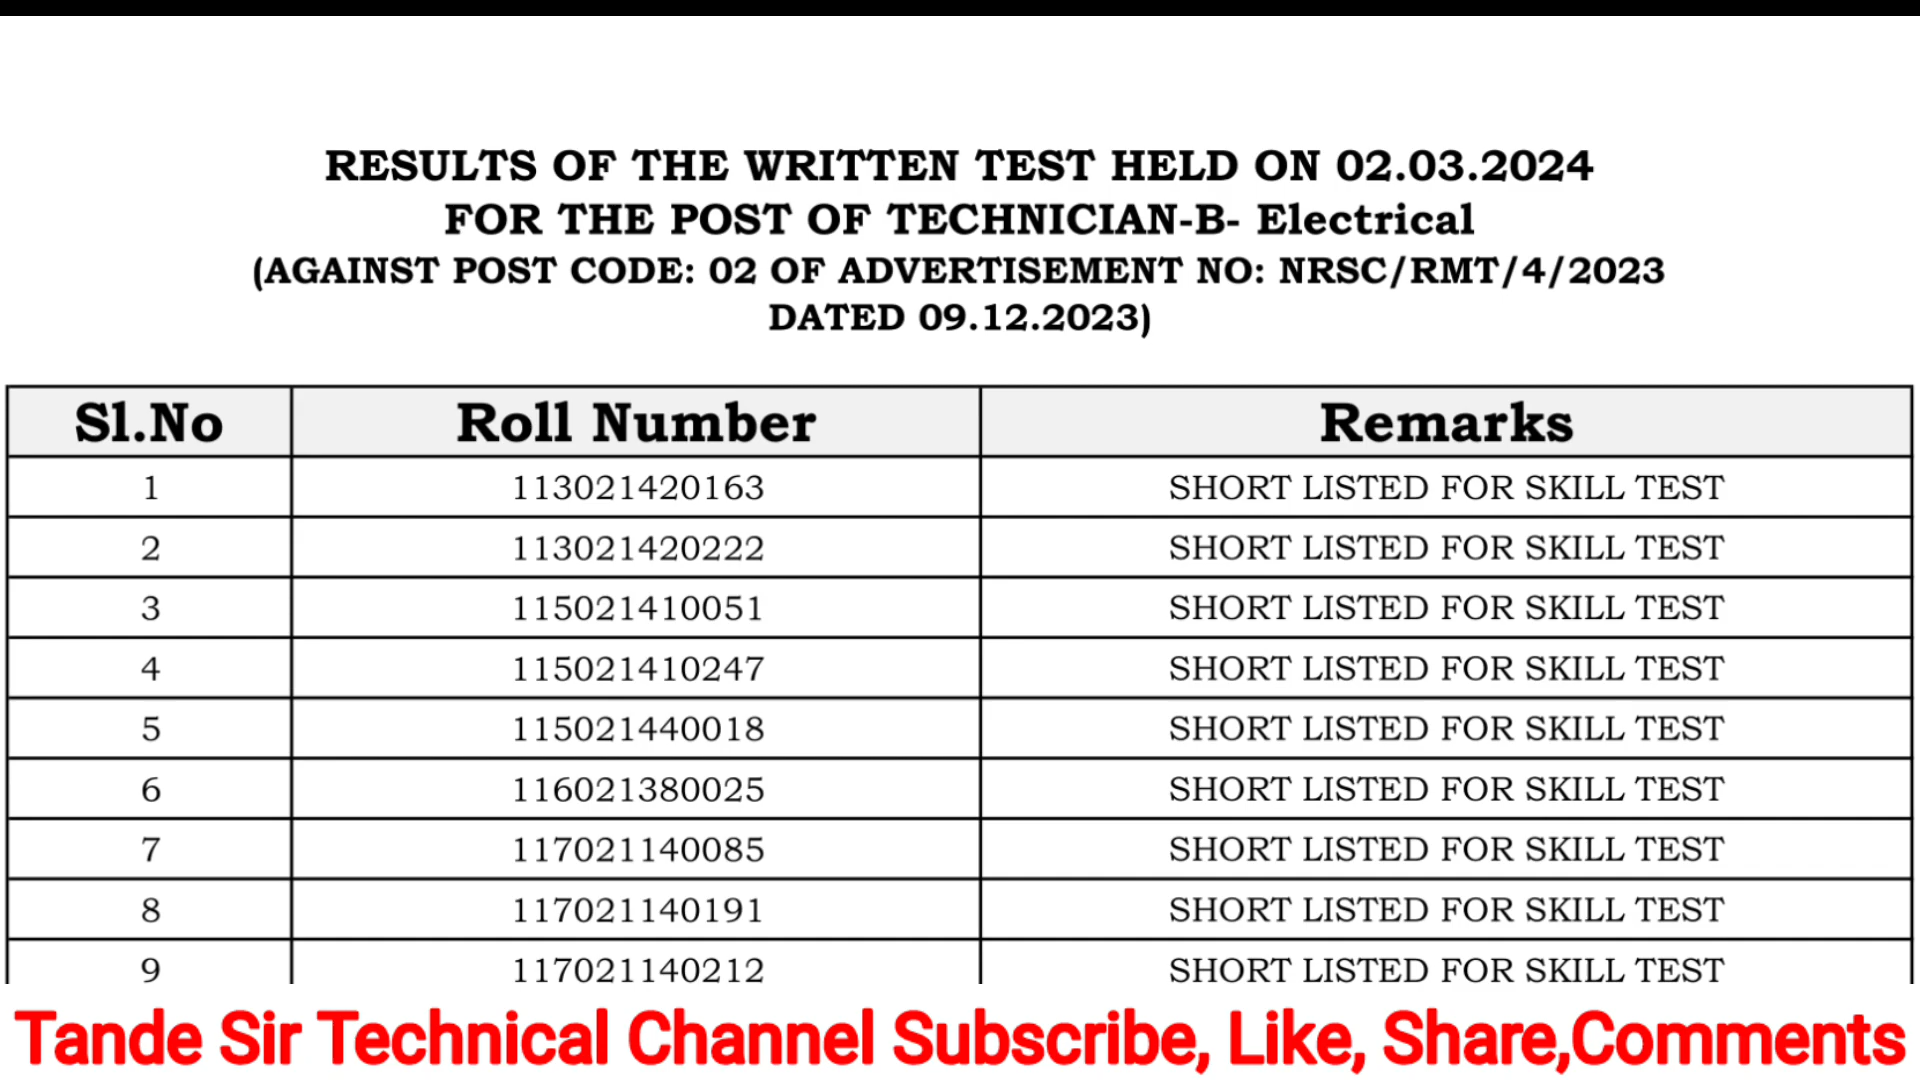 RESULTS OF THE WRITTEN TEST HELD ON 02.03.2024
FOR THE POST OF TECHNICIAN-B- Electrical
(AGAINST POST CODE: 02 OF ADVERTISEMENT NO: NRSC/RMT/4/2023
DATED 09.12.2023)
Sl.No Roll Number Remarks
1 113021420163 SHORT LISTED FOR SKILL TEST
2 113021420222 SHORT LISTED FOR SKILL TEST
3 115021410051 SHORT LISTED FOR SKILL TEST
4 115021410247 SHORT LISTED FOR SKILL TEST
5 115021440018 SHORT LISTED FOR SKILL TEST
6 116021380025 SHORT LISTED FOR SKILL TEST
7 117021140085 SHORT LISTED FOR SKILL TEST
8 117021140191 SHORT LISTED FOR SKILL TEST
9 117021140212 SHORT LISTED FOR SKILL TEST
Tande Sir Technical Channel Subscribe, Like, Share,Comments